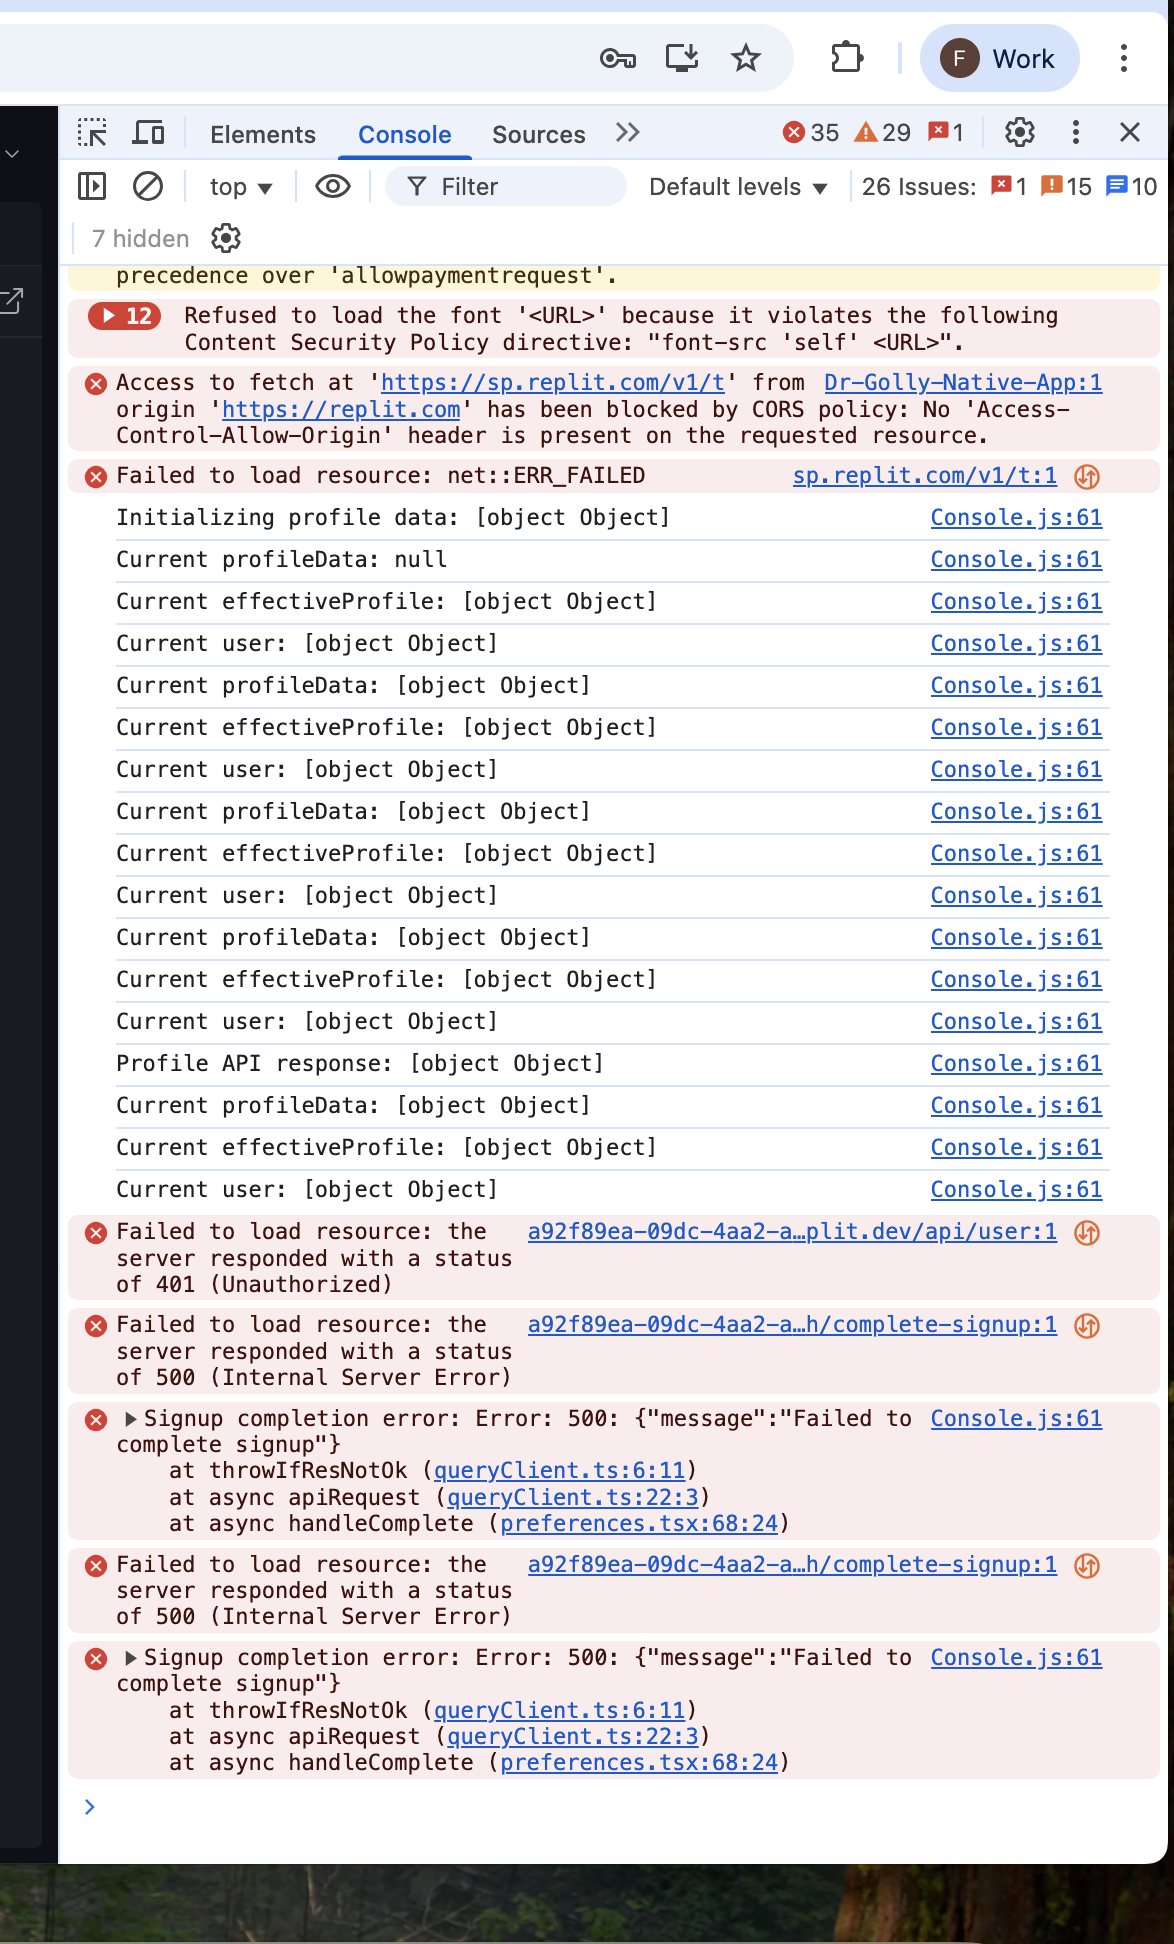 F Work
Elements Console Sources 35 29 1
top Filter Default levels 26 Issues: 1 15 10
7 hidden
precedence over 'allowpaymentrequest'.
12 Refused to load the font '<URL>' because it violates the following
Content Security Policy directive: "font-src 'self' <URL>".
Access to fetch at 'https://sp.replit.com/v1/t' from Dr-Golly-Native-App:1
origin 'https://replit.com' has been blocked by CORS policy: No 'Access-
Control-Allow-Origin' header is present on the requested resource.
Failed to load resource: net::ERR_FAILED sp.replit.com/v1/t:1
Initializing profile data: [object Object] Console.js:61
Current profileData: null Console.js:61
Current effectiveProfile: [object Object] Console.js:61
Current user: [object Object] Console.js:61
Current profileData: [object Object] Console.js:61
Current effectiveProfile: [object Object] Console.js:61
Current user: [object Object] Console.js:61
Current profileData: [object Object] Console.js:61
Current effectiveProfile: [object Object] Console.js:61
Current user: [object Object] Console.js:61
Current profileData: [object Object] Console.js:61
Current effectiveProfile: [object Object] Console.js:61
Current user: [object Object] Console.js:61
Profile API response: [object Object] Console.js:61
Current profileData: [object Object] Console.js:61
Current effectiveProfile: [object Object] Console.js:61
Current user: [object Object] Console.js:61
Failed to load resource: the a92f89ea-09dc-4aa2-a…plit.dev/api/user:1
server responded with a status
of 401 (Unauthorized)
Failed to load resource: the a92f89ea-09dc-4aa2-a…h/complete-signup:1
server responded with a status
of 500 (Internal Server Error)
Signup completion error: Error: 500: {"message":"Failed to Console.js:61
complete signup"}
at throwIfResNotOk (queryClient.ts:6:11)
at async apiRequest (queryClient.ts:22:3)
at async handleComplete (preferences.tsx:68:24)
Failed to load resource: the a92f89ea-09dc-4aa2-a…h/complete-signup:1
server responded with a status
of 500 (Internal Server Error)
Signup completion error: Error: 500: {"message":"Failed to Console.js:61
complete signup"}
at throwIfResNotOk (queryClient.ts:6:11)
at async apiRequest (queryClient.ts:22:3)
at async handleComplete (preferences.tsx:68:24)